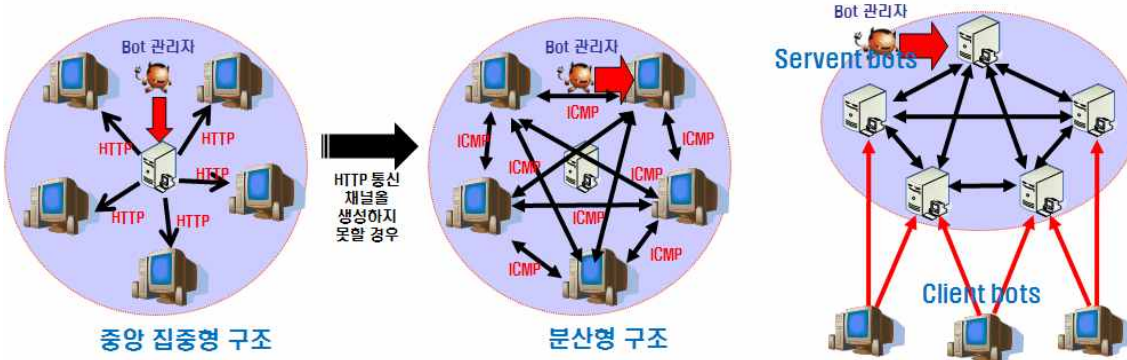 Bot 관리자
HTTP
HTTP
HTTP
HTTP
HTTP
중앙 집중형 구조
HTTP 통신
채널올
생성하지
못할 경우
Bot 관리자
ICMP
ICMP
ICMP
ICMP
ICMP
ICMP
ICMP
ICMP
분산형 구조
Bot 관리자
Servent bots
Client bots